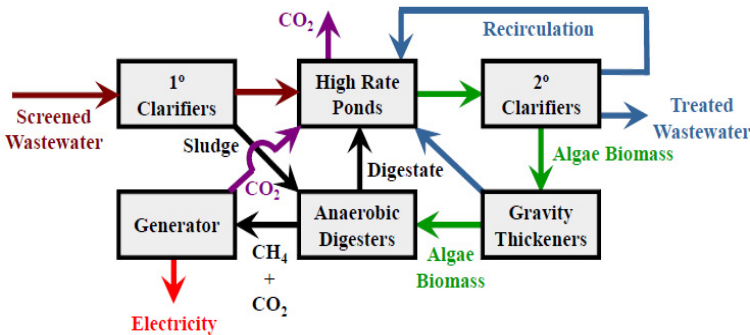 CO₂
Recirculation
1º
Clarifiers
High Rate
Ponds
2º
Clarifiers
Screened
Wastewater
Treated
Wastewater
Sludge
Digestate
Algae Biomass
CO₂
Generator
Anaerobic
Digesters
Gravity
Thickeners
CH₄
+
CO₂
Algae
Biomass
Electricity